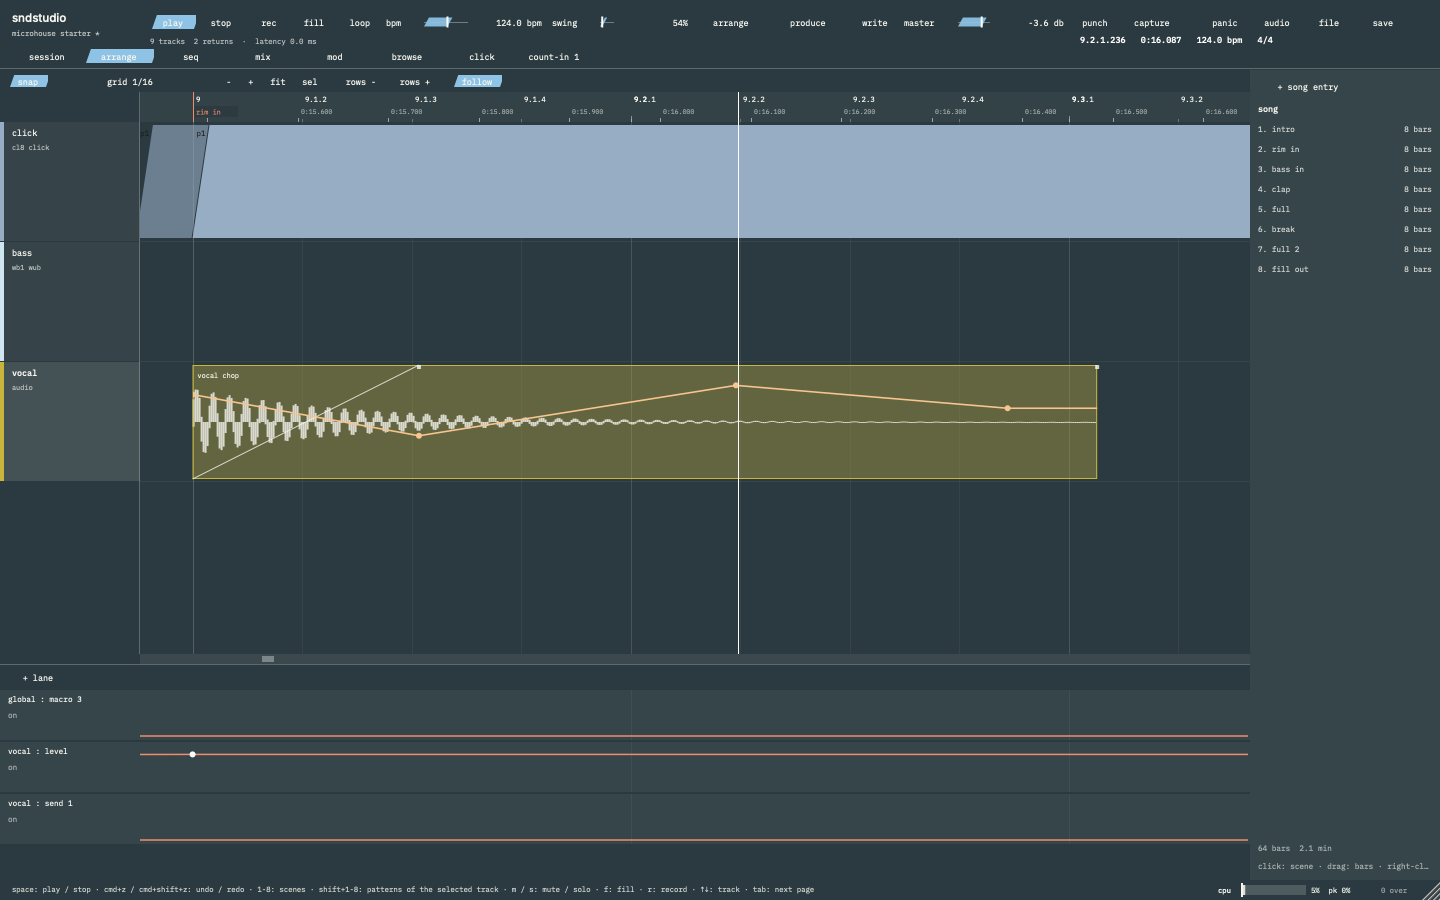 sndstudio
microhouse starter *
play stop rec fill loop bpm 124.0 bpm swing 54% arrange produce write master -3.6 db punch capture panic audio file save
9 tracks 2 returns - latency 0.0 ms
9.2.1.236 0:16.087 124.0 bpm 4/4
session arrange seq mix mod browse click count-in 1
snap grid 1/16 - + fit sel rows - rows + follow
9 9.1.2 9.1.3 9.1.4 9.2.1 9.2.2 9.2.3 9.2.4 9.3.1 9.3.2
rim in 0:15.600 0:15.700 0:15.800 0:15.900 0:16.000 0:16.100 0:16.200 0:16.300 0:16.400 0:16.500 0:16.600
click
cl8 click
p1 p1
bass
wb1 wub
vocal
audio
vocal chop
+ song entry
song
1. intro 8 bars
2. rim in 8 bars
3. bass in 8 bars
4. clap 8 bars
5. full 8 bars
6. break 8 bars
7. full 2 8 bars
8. fill out 8 bars
+ lane
global : macro 3
on
vocal : level
on
vocal : send 1
on
64 bars 2.1 min
click: scene · drag: bars · right-cl…
space: play / stop · cmd+z / cmd+shift+z: undo / redo · 1-8: scenes · shift+1-8: patterns of the selected track · m / s: mute / solo · f: fill · r: record · ↑↓: track · tab: next page
cpu 5% pk 0% 0 over